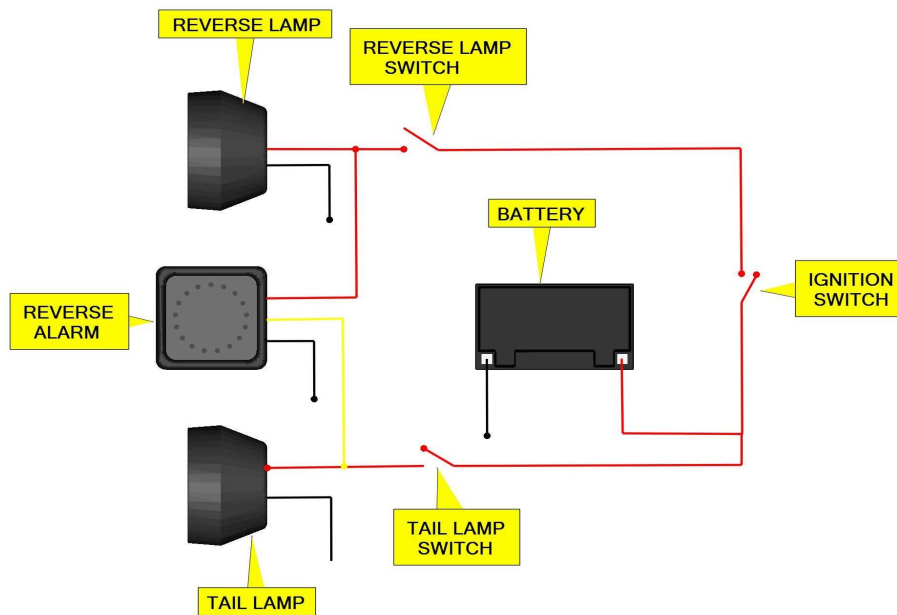 REVERSE LAMP
REVERSE LAMP
SWITCH
BATTERY
IGNITION
SWITCH
REVERSE
ALARM
TAIL LAMP
SWITCH
TAIL LAMP